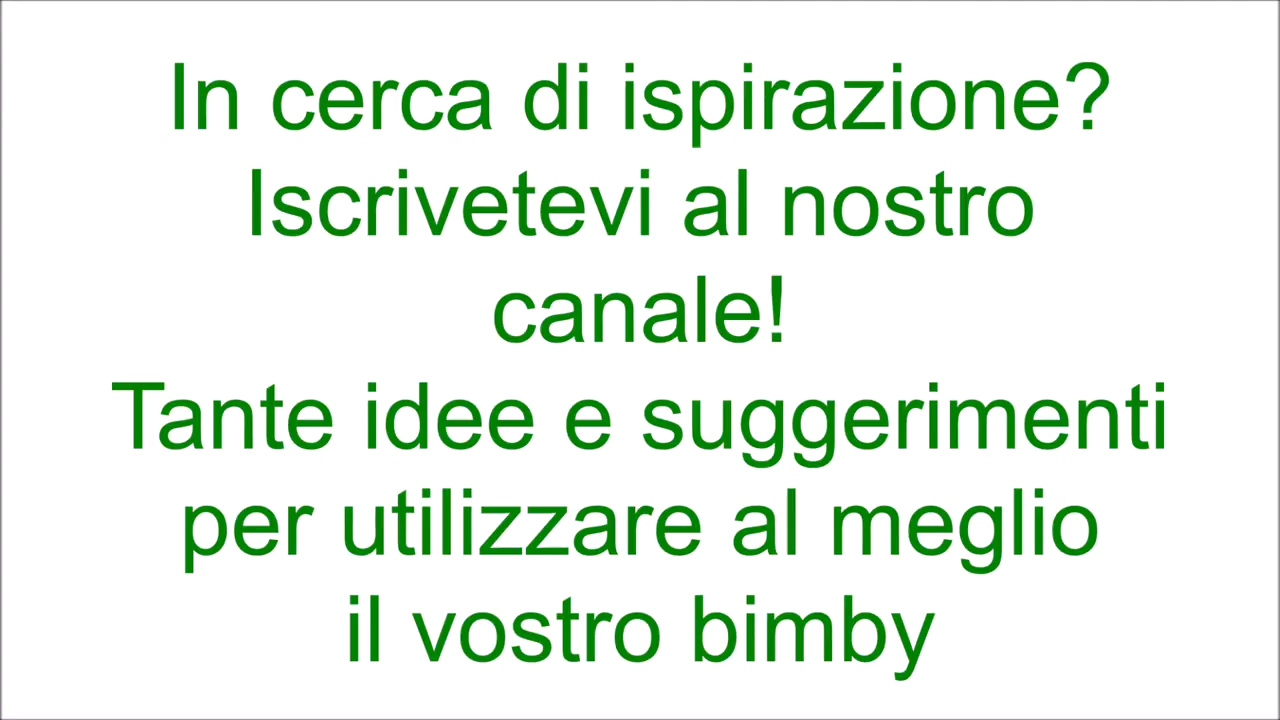 In cerca di ispirazione?
Iscrivetevi al nostro
canale!
Tante idee e suggerimenti
per utilizzare al meglio
il vostro bimby